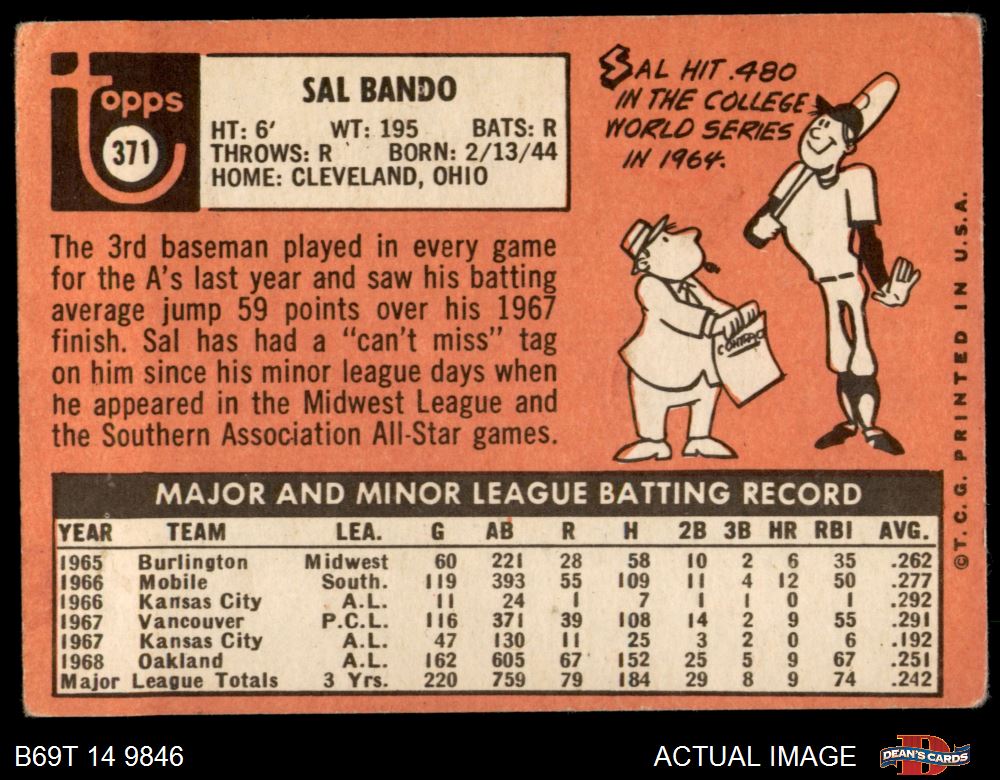 topps
371
SAL BANDO
HT: 6' WT: 195 BATS: R
THROWS: R BORN: 2/13/44
HOME: CLEVELAND, OHIO
SAL HIT .480
IN THE COLLEGE
WORLD SERIES
IN 1964.
CONTRACT
The 3rd baseman played in every game
for the A's last year and saw his batting
average jump 59 points over his 1967
finish. Sal has had a "can't miss" tag
on him since his minor league days when
he appeared in the Midwest League and
the Southern Association All-Star games.
MAJOR AND MINOR LEAGUE BATTING RECORD
YEAR TEAM LEA. G AB R H 2B 3B HR RBI AVG.
1965 Burlington Midwest 60 221 28 58 10 2 6 35 .262
1966 Mobile South. 119 393 55 109 11 4 12 50 .277
1966 Kansas City A.L. 11 24 1 7 1 1 0 1 .292
1967 Vancouver P.C.L. 116 371 39 108 14 2 9 55 .291
1967 Kansas City A.L. 47 130 11 25 3 2 0 6 .192
1968 Oakland A.L. 162 605 67 152 25 5 9 67 .251
Major League Totals 3 Yrs. 220 759 79 184 29 8 9 74 .242
© T. C. G. PRINTED IN U.S.A.
B69T 14 9846
ACTUAL IMAGE
DEAN'S CARDS